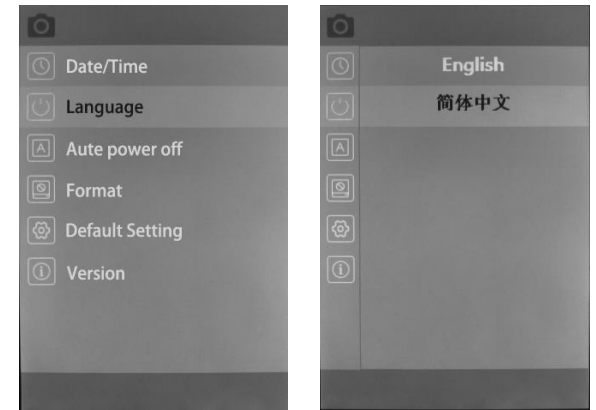 Date/Time
Language
A
Aute power off
Format
Default Setting
Version
English
简体中文
A